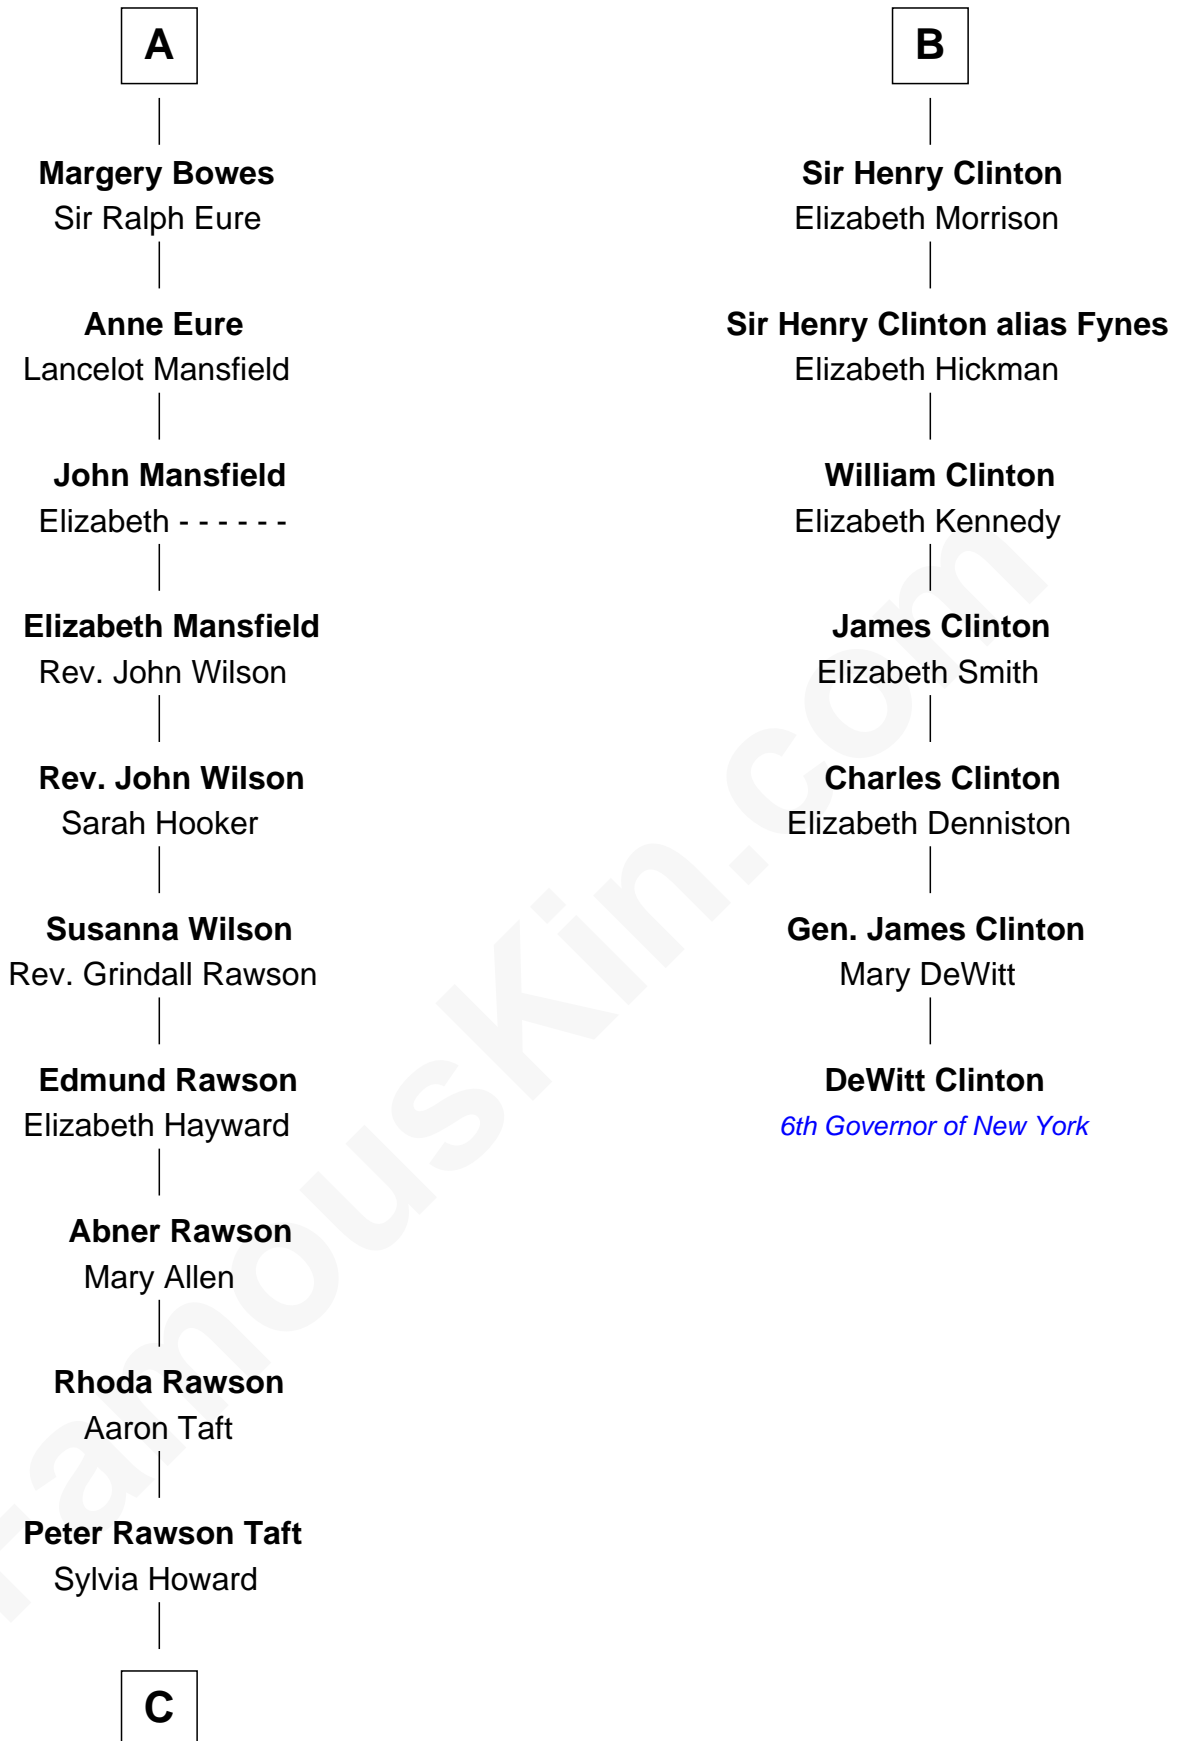 A
Margery Bowes
Sir Ralph Eure
Anne Eure
Lancelot Mansfield
John Mansfield
Elizabeth - - - - - -
Elizabeth Mansfield
Rev. John Wilson
Rev. John Wilson
Sarah Hooker
Susanna Wilson
Rev. Grindall Rawson
Edmund Rawson
Elizabeth Hayward
Abner Rawson
Mary Allen
Rhoda Rawson
Aaron Taft
Peter Rawson Taft
Sylvia Howard
C
B
Sir Henry Clinton
Elizabeth Morrison
Sir Henry Clinton alias Fynes
Elizabeth Hickman
William Clinton
Elizabeth Kennedy
James Clinton
Elizabeth Smith
Charles Clinton
Elizabeth Denniston
Gen. James Clinton
Mary DeWitt
DeWitt Clinton
6th Governor of New York
FamousKin.com